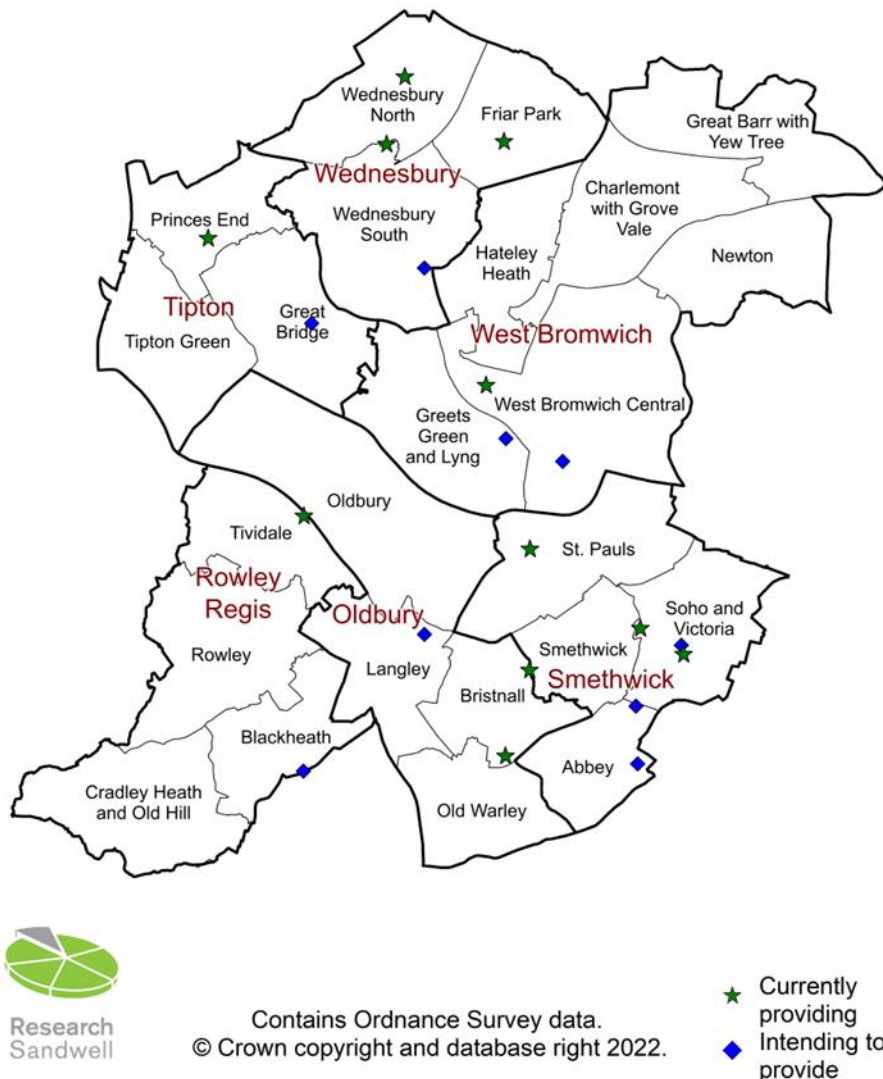 Wednesbury
North
Friar Park
Great Barr with
Yew Tree
Wednesbury
Charlemont
with Grove
Vale
Princes End
Wednesbury
South
Hateley
Heath
Newton
Tipton
Great
Bridge
Tipton Green
West Bromwich
West Bromwich Central
Greets
Green
and Lyng
Oldbury
Tividale
St. Pauls
Rowley
Regis
Oldbury
Soho and
Victoria
Smethwick
Rowley
Langley
Smethwick
Bristnall
Blackheath
Abbey
Cradley Heath
and Old Hill
Old Warley
Research
Sandwell
Contains Ordnance Survey data.
© Crown copyright and database right 2022.
Currently
providing
Intending to
provide